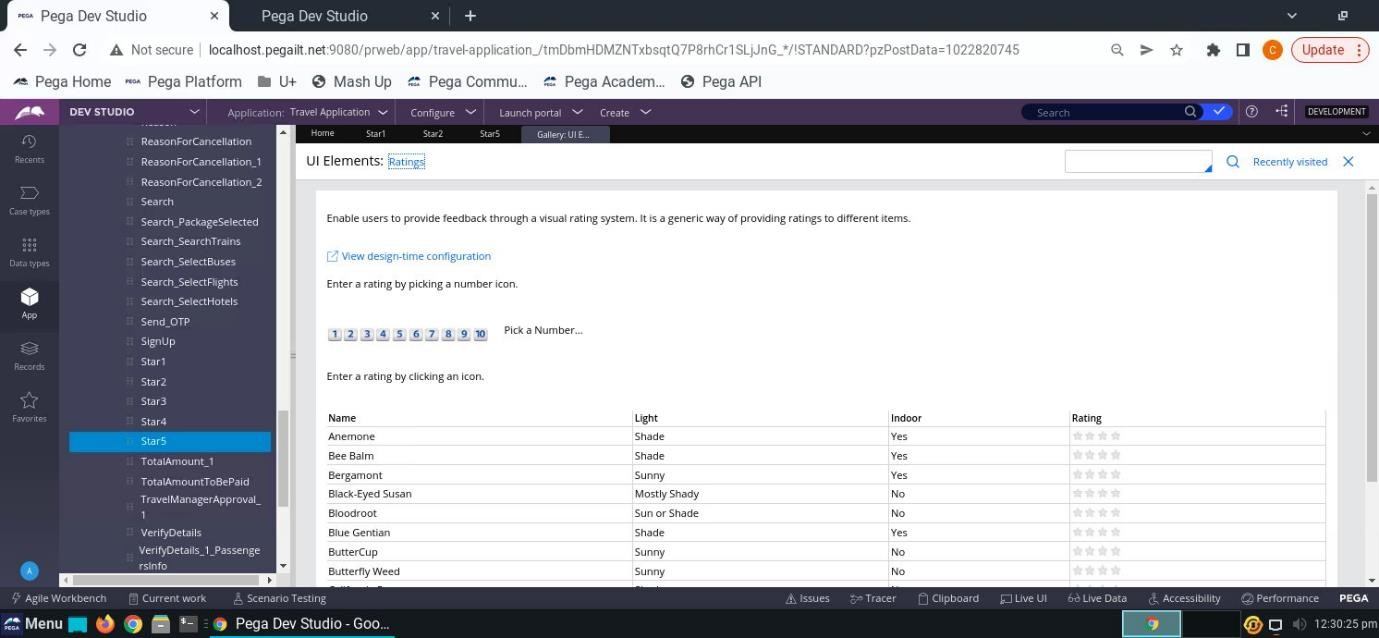 PEGA Pega Dev Studio × Pega Dev Studio × +
Not secure localhost.pegailt.net:9080/prweb/app/travel-application_/tmDbmHDMZNTxbsqtQ7P8rhCr1SLjJnG_*/!STANDARD?pzPostData=1022820745 C Update
Pega Home PEGA Pega Platform U+ Mash Up Pega Commu... Pega Academ... Pega API
DEV STUDIO Application: Travel Application Configure Launch portal Create Search DEVELOPMENT
Home Star1 Star2 Star5 Gallery: UI E...
Recents
Case types
Data types
App
Records
Favorites
A
ReasonForCancellation
ReasonForCancellation_1
ReasonForCancellation_2
Search
Search_PackageSelected
Search_SearchTrains
Search_SelectBuses
Search_SelectFlights
Search_SelectHotels
Send_OTP
SignUp
Star1
Star2
Star3
Star4
Star5
TotalAmount_1
TotalAmountToBePaid
TravelManagerApproval_
1
VerifyDetails
VerifyDetails_1_Passenge
rsInfo
UI Elements: Ratings Recently visited
Enable users to provide feedback through a visual rating system. It is a generic way of providing ratings to different items.
View design-time configuration
Enter a rating by picking a number icon.
1 2 3 4 5 6 7 8 9 10 Pick a Number...
Enter a rating by clicking an icon.
Name Light Indoor Rating
Anemone Shade Yes
Bee Balm Shade Yes
Bergamont Sunny Yes
Black-Eyed Susan Mostly Shady No
Bloodroot Sun or Shade No
Blue Gentian Shade Yes
ButterCup Sunny No
Butterfly Weed Sunny No
Agile Workbench Current work Scenario Testing Issues Tracer Clipboard Live UI Live Data Accessibility Performance PEGA
PEGA Menu Pega Dev Studio - Goo... 12:30:25 pm